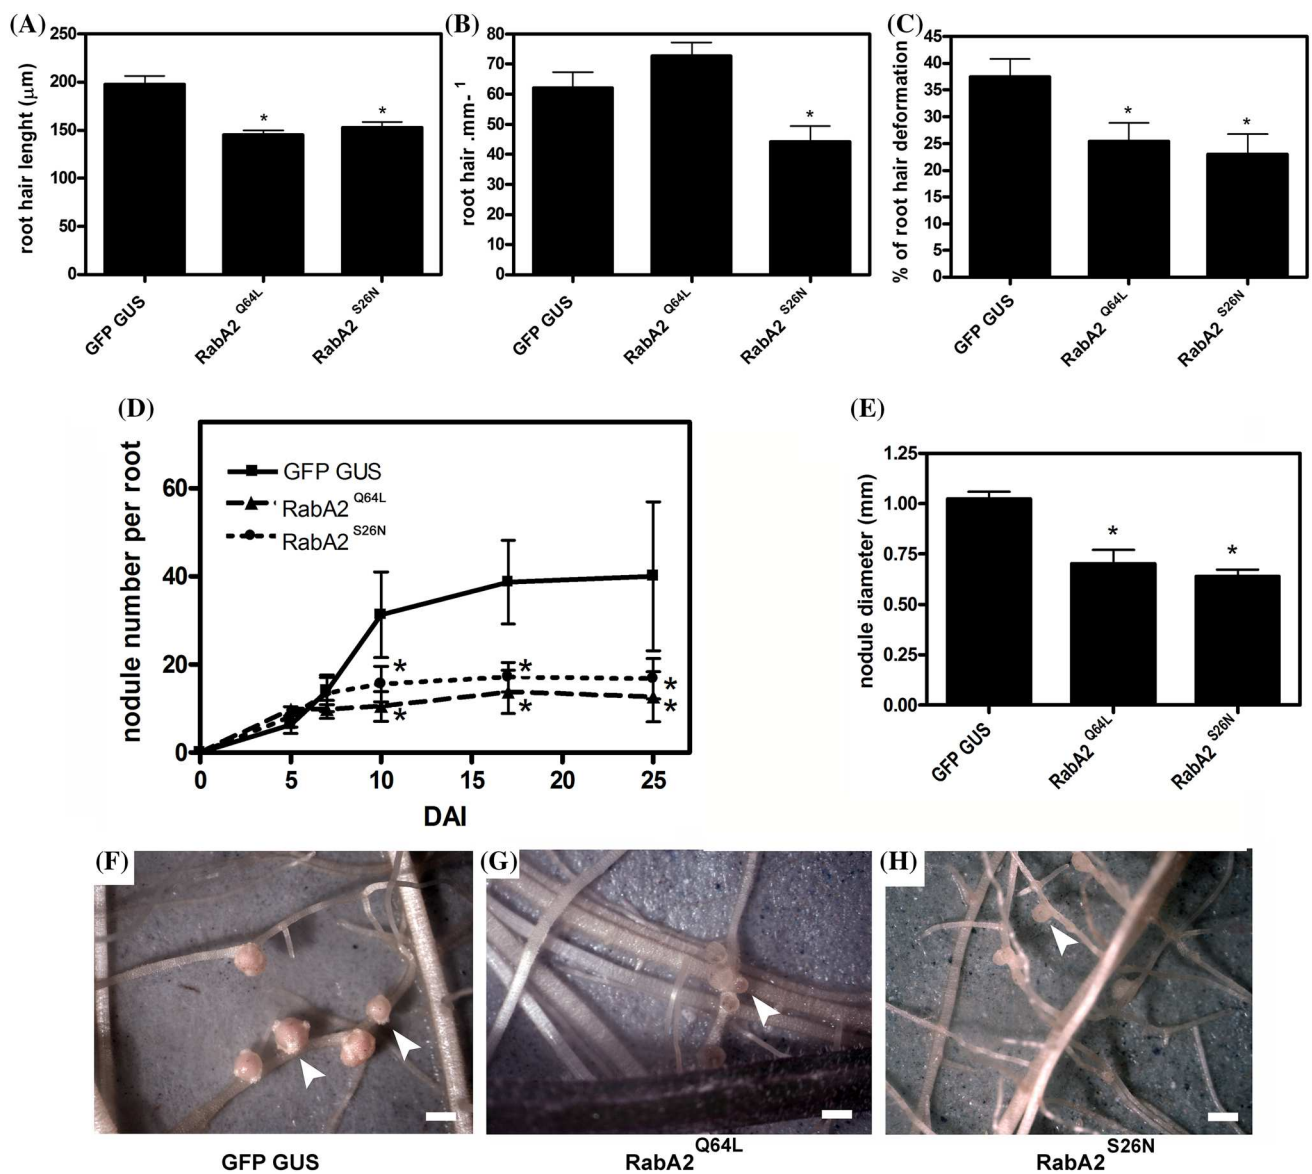 (A)
250
200
150
100
50
0
root hair lenght (μm)
*
*
GFP GUS
RabA2 Q64L
RabA2 S26N
(B)
80
70
60
50
40
30
20
10
0
root hair .mm- 1
*
GFP GUS
RabA2 Q64L
RabA2 S26N
(C)
45
40
35
30
25
20
15
10
5
0
% of root hair deformation
*
*
GFP GUS
RabA2 Q64L
RabA2 S26N
(D)
nodule number per root
60
40
20
0
GFP GUS
RabA2 Q64L
RabA2 S26N
* * *
* * *
0 5 10 15 20 25
DAI
(E)
1.25
1.00
0.75
0.50
0.25
0.00
nodule diameter (mm)
*
*
GFP GUS
RabA2 Q64L
RabA2 S26N
(F)
GFP GUS
(G)
RabA2 Q64L
(H)
RabA2 S26N